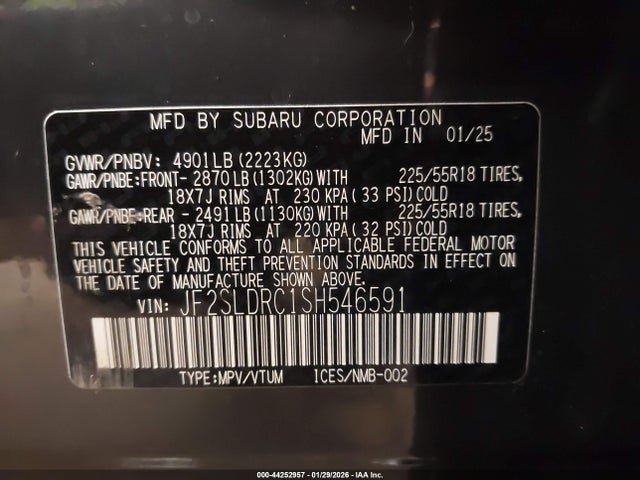 MFD BY SUBARU CORPORATION
MFD IN 01/25
GVWR/PNBV: 4901LB (2223KG)
GAWR/PNBE:FRONT- 2870 LB (1302KG) WITH 225/55R18 TIRES,
18X7J RIMS AT 230 KPA ( 33 PSI) COLD
GAWR/PNBE:REAR - 2491 LB (1130KG) WITH 225/55R18 TIRES,
18X7J RIMS AT 220 KPA ( 32 PSI) COLD
THIS VEHICLE CONFORMS TO ALL APPLICABLE FEDERAL MOTOR
VEHICLE SAFETY AND THEFT PREVENTION STANDARDS IN EFFECT ON
THE DATE OF MANUFACTURE SHOWN ABOVE.
VIN: JF2SLDRC1SH546591
TYPE:MPV/VTUM ICES/NMB-002
000-44252957 - 01/29/2026 - IAA Inc.